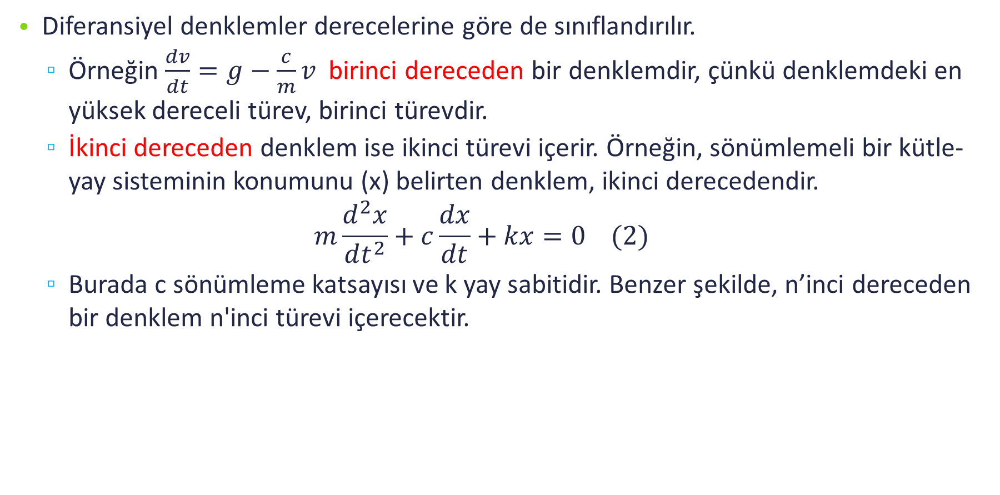 • Diferansiyel denklemler derecelerine göre de sınıflandırılır.
▫ Örneğin $\frac{dv}{dt} = g - \frac{c}{m}v$ birinci dereceden bir denklemdir, çünkü denklemdeki en
yüksek dereceli türev, birinci türevdir.
▫ İkinci dereceden denklem ise ikinci türevi içerir. Örneğin, sönümlemeli bir kütle-
yay sisteminin konumunu (x) belirten denklem, ikinci derecedendir.
$m\frac{d^2x}{dt^2} + c\frac{dx}{dt} + kx = 0$ (2)
▫ Burada c sönümleme katsayısı ve k yay sabitidir. Benzer şekilde, n’inci dereceden
bir denklem n'inci türevi içerecektir.